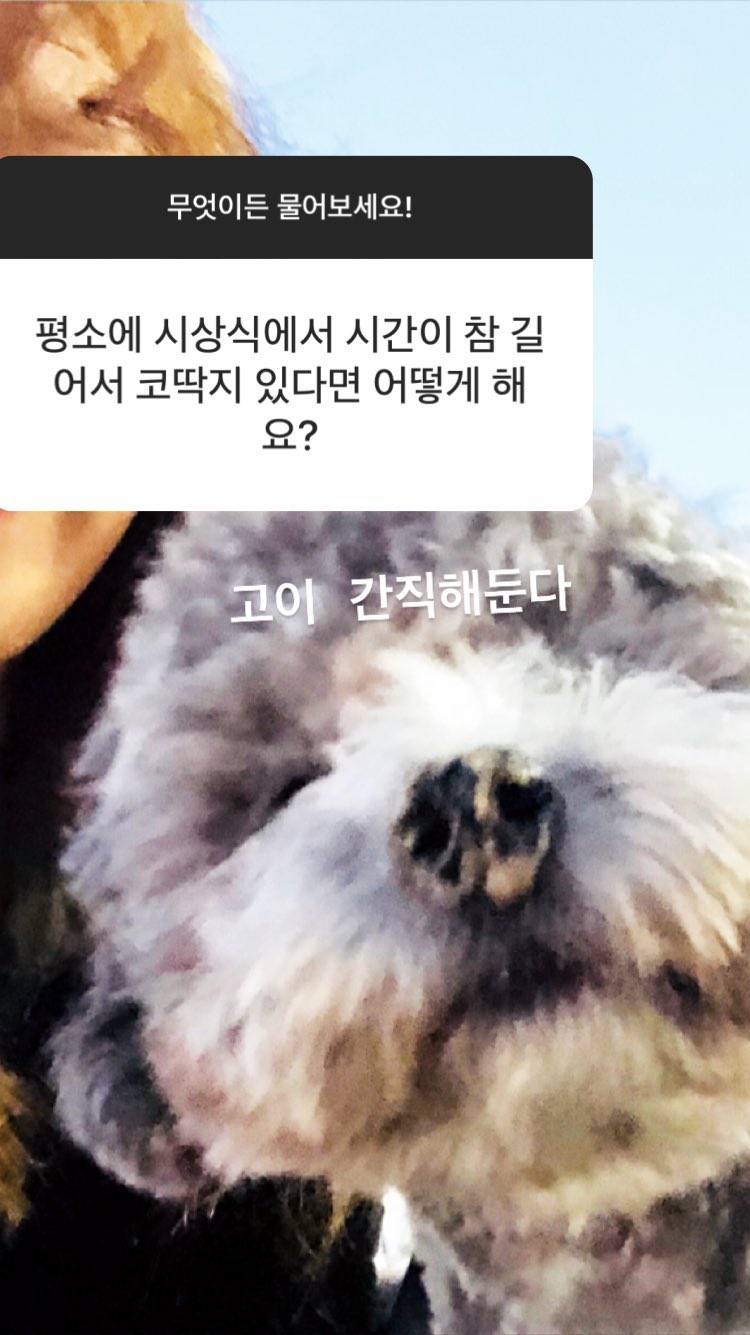 무엇이든 물어보세요!
평소에 시상식에서 시간이 참 길
어서 코딱지 있다면 어떻게 해
요?
고이 간직해둔다